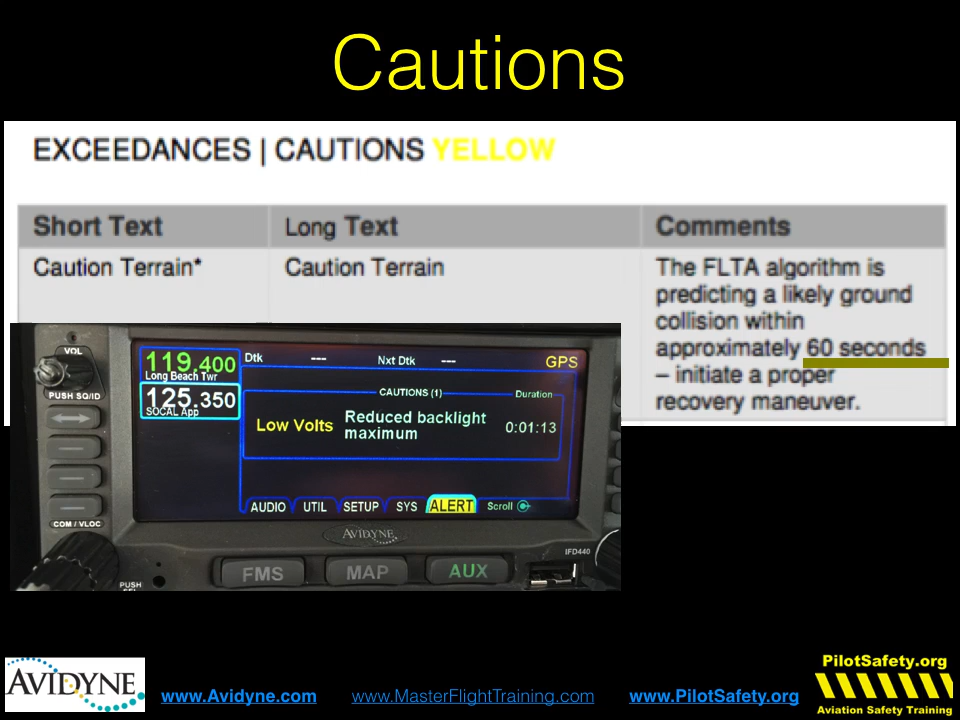 Cautions
EXCEEDANCES | CAUTIONS YELLOW
Short Text Long Text Comments
Caution Terrain* Caution Terrain The FLTA algorithm is
predicting a likely ground
collision within
approximately 60 seconds
– initiate a proper
recovery maneuver.
VOL
PUSH SQ/ID
COM / VLOC
PUSH
119.400
Long Beach Twr
125.350
SOCAL App
Dtk --- Nxt Dtk --- GPS
CAUTIONS (1) Duration
Low Volts Reduced backlight
maximum 0:01:13
AUDIO UTIL SETUP SYS ALERT Scroll
AVIDYNE
IFD440
FMS MAP AUX
AVIDYNE
www.Avidyne.com www.MasterFlightTraining.com www.PilotSafety.org
PilotSafety.org
Aviation Safety Training